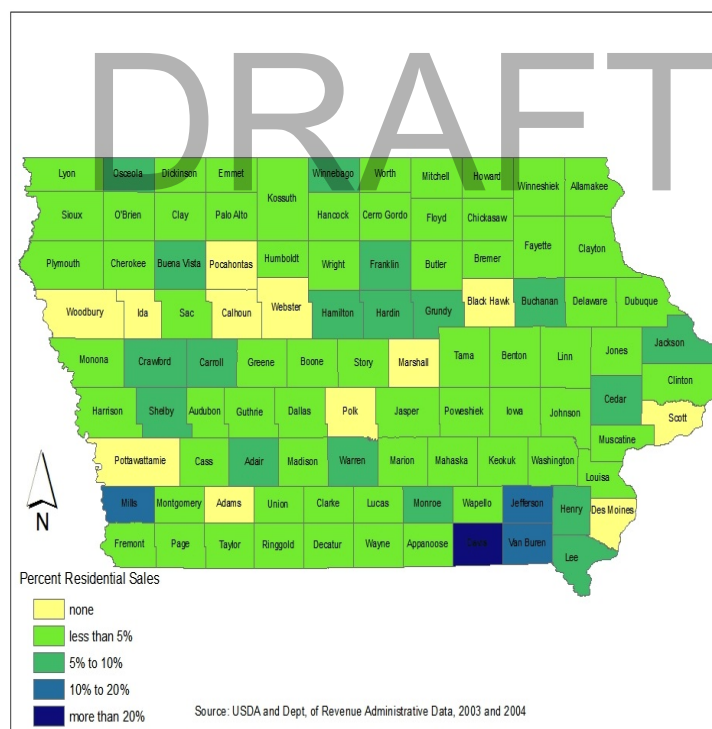 DRAFT
Lyon Osceola Dickinson Emmet Winnebago Worth Mitchell Howard Winneshiek Allamakee
Kossuth
Sioux O'Brien Clay Palo Alto Hancock Cerro Gordo Floyd Chickasaw
Fayette Clayton
Plymouth Cherokee Buena Vista Pocahontas Humboldt Wright Franklin Butler Bremer
Woodbury Ida Sac Calhoun Webster Hamilton Hardin Grundy Black Hawk Buchanan Delaware Dubuque
Monona Crawford Carroll Greene Boone Story Marshall Tama Benton Linn Jones Jackson
Clinton
Harrison Shelby Audubon Guthrie Dallas Polk Jasper Poweshiek Iowa Johnson Cedar Scott
Muscatine
Pottawattamie Cass Adair Madison Warren Marion Mahaska Keokuk Washington Louisa
Mills Montgomery Adams Union Clarke Lucas Monroe Wapello Jefferson Henry Des Moines
Fremont Page Taylor Ringgold Decatur Wayne Appanoose Davis Van Buren Lee
N
Percent Residential Sales
none
less than 5%
5% to 10%
10% to 20%
more than 20%
Source: USDA and Dept, of Revenue Administrative Data, 2003 and 2004